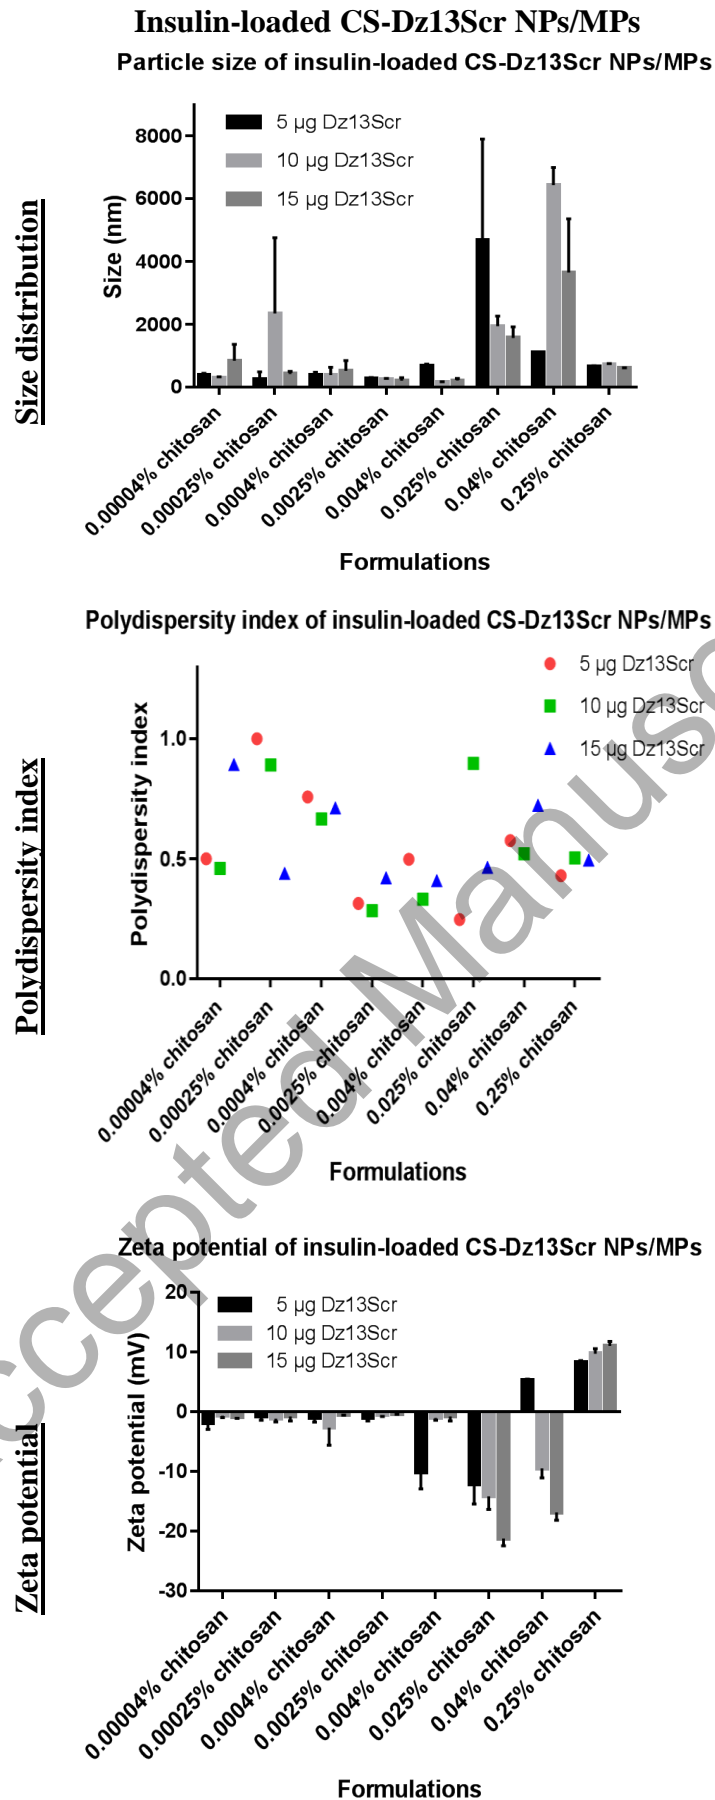 Insulin-loaded CS-Dz13Scr NPs/MPs
Particle size of insulin-loaded CS-Dz13Scr NPs/MPs
Size distribution
Size (nm)
8000
6000
4000
2000
0
5 µg Dz13Scr
10 µg Dz13Scr
15 µg Dz13Scr
0.00004% chitosan
0.00025% chitosan
0.0004% chitosan
0.0025% chitosan
0.004% chitosan
0.025% chitosan
0.04% chitosan
0.25% chitosan
Formulations
Polydispersity index of insulin-loaded CS-Dz13Scr NPs/MPs
Polydispersity index
Polydispersity index
1.0
0.5
0.0
5 µg Dz13Scr
10 µg Dz13Scr
15 µg Dz13Scr
0.00004% chitosan
0.00025% chitosan
0.0004% chitosan
0.0025% chitosan
0.004% chitosan
0.025% chitosan
0.04% chitosan
0.25% chitosan
Formulations
Zeta potential of insulin-loaded CS-Dz13Scr NPs/MPs
Zeta potential
Zeta potential (mV)
20
10
0
-10
-20
-30
5 µg Dz13Scr
10 µg Dz13Scr
15 µg Dz13Scr
0.00004% chitosan
0.00025% chitosan
0.0004% chitosan
0.0025% chitosan
0.004% chitosan
0.025% chitosan
0.04% chitosan
0.25% chitosan
Formulations
ccepted Manusc